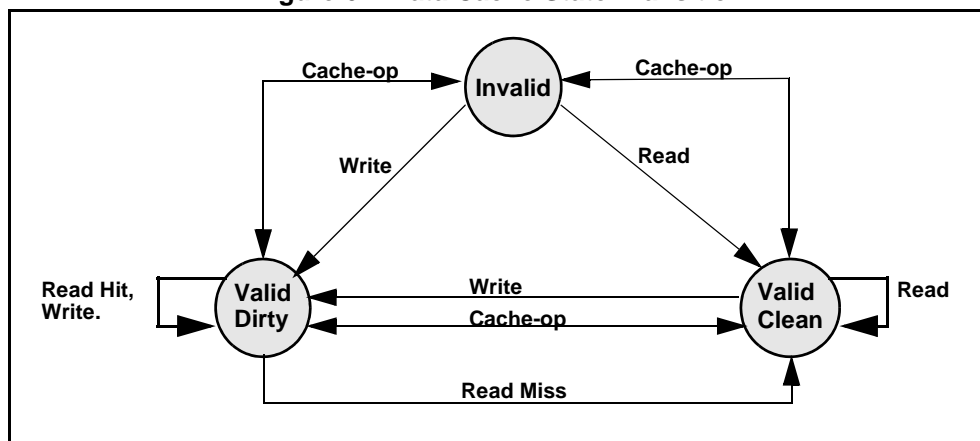 Cache-op
Cache-op
Invalid
Write
Read
Read Hit,
Write.
Valid
Dirty
Write
Cache-op
Valid
Clean
Read
Read Miss